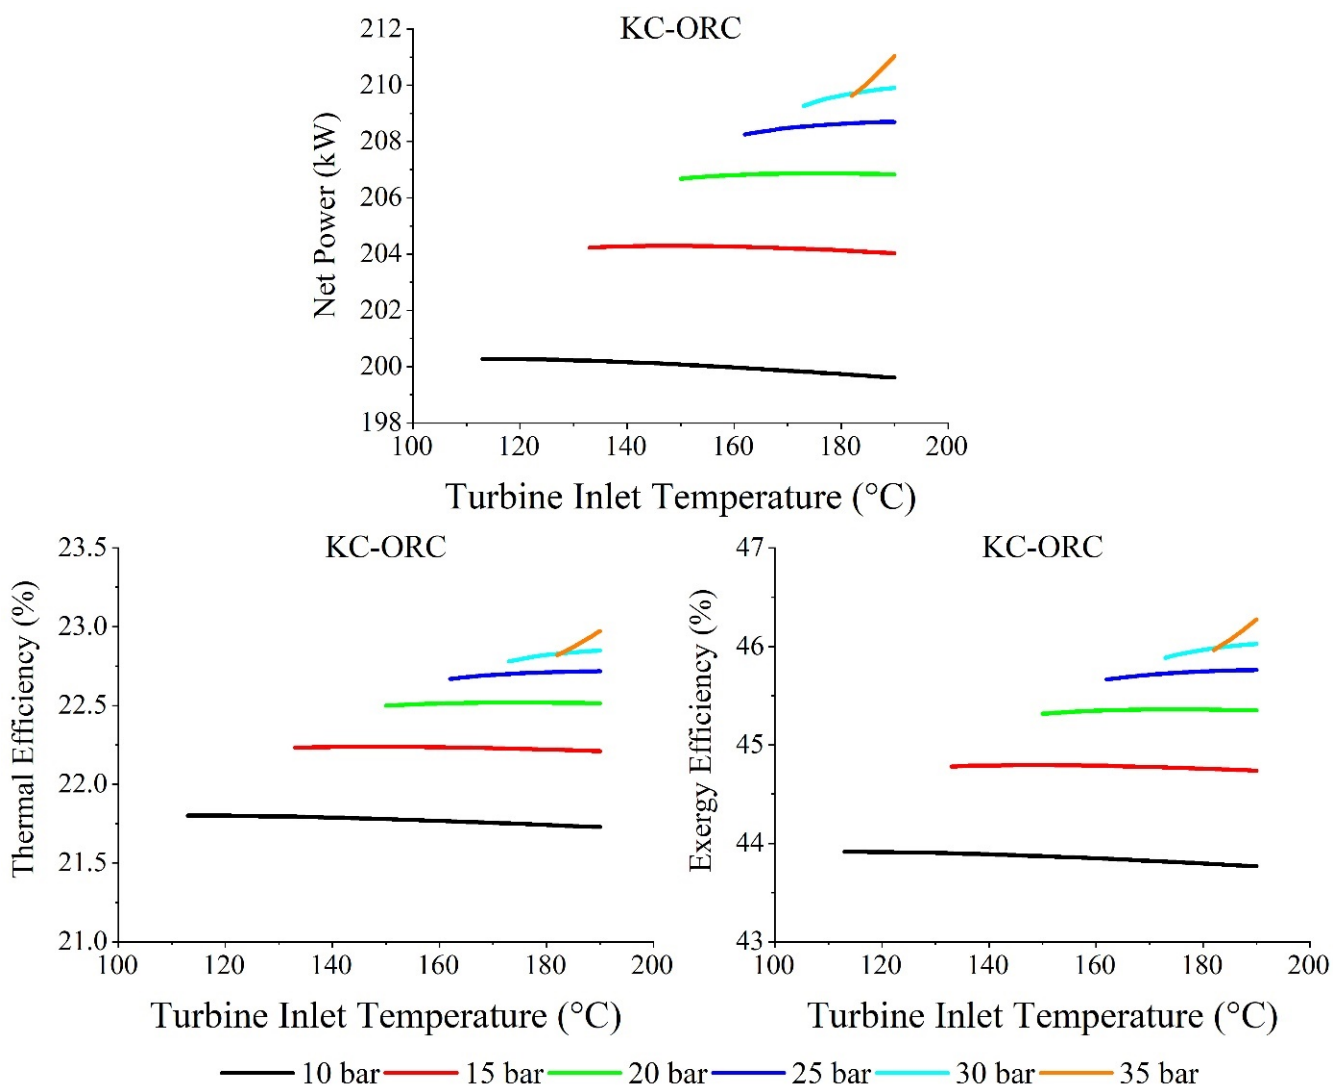 KC-ORC
212
210
208
206
204
202
200
198
Net Power (kW)
100 120 140 160 180 200
Turbine Inlet Temperature (°C)
KC-ORC
23.5
23.0
22.5
22.0
21.5
21.0
Thermal Efficiency (%)
100 120 140 160 180 200
Turbine Inlet Temperature (°C)
KC-ORC
47
46
45
44
43
Exergy Efficiency (%)
100 120 140 160 180 200
Turbine Inlet Temperature (°C)
10 bar 15 bar 20 bar 25 bar 30 bar 35 bar